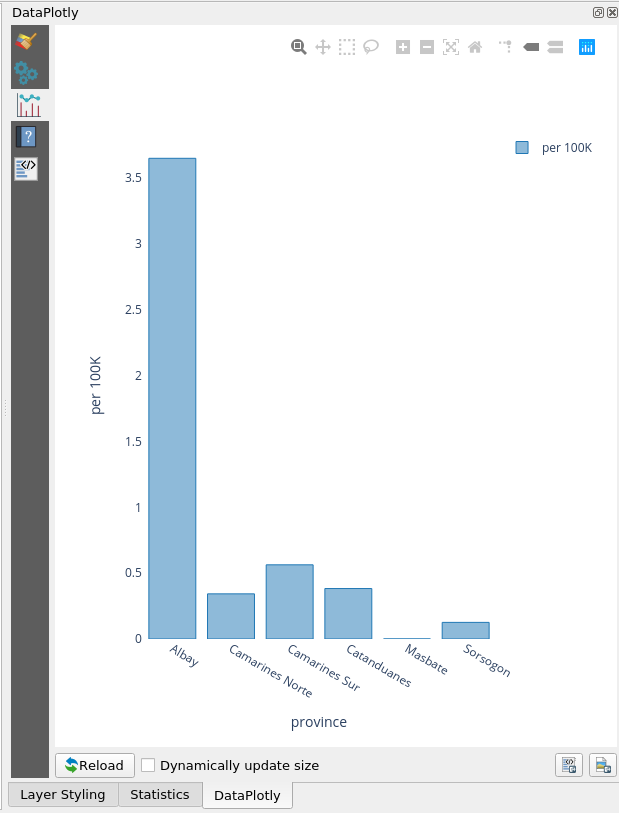 DataPlotly
?
</>
per 100K
3.5
3
2.5
2
1.5
1
0.5
0
per 100K
Albay
Camarines Norte
Camarines Sur
Catanduanes
Masbate
Sorsogon
province
Reload
Dynamically update size
Layer Styling
Statistics
DataPlotly